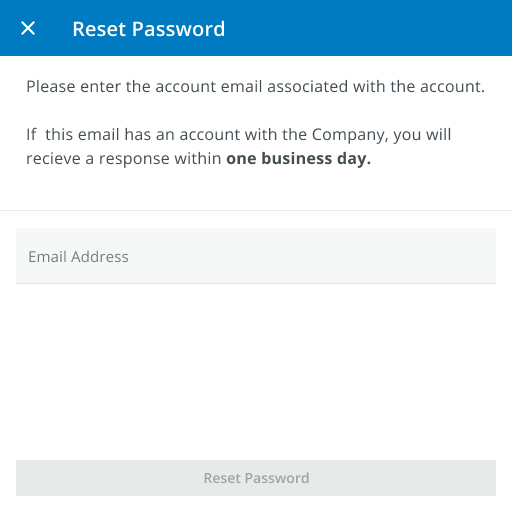 Reset Password
Please enter the account email associated with the account.
If  this email has an account with the Company, you will
recieve a response within one business day.
Email Address
Reset Password